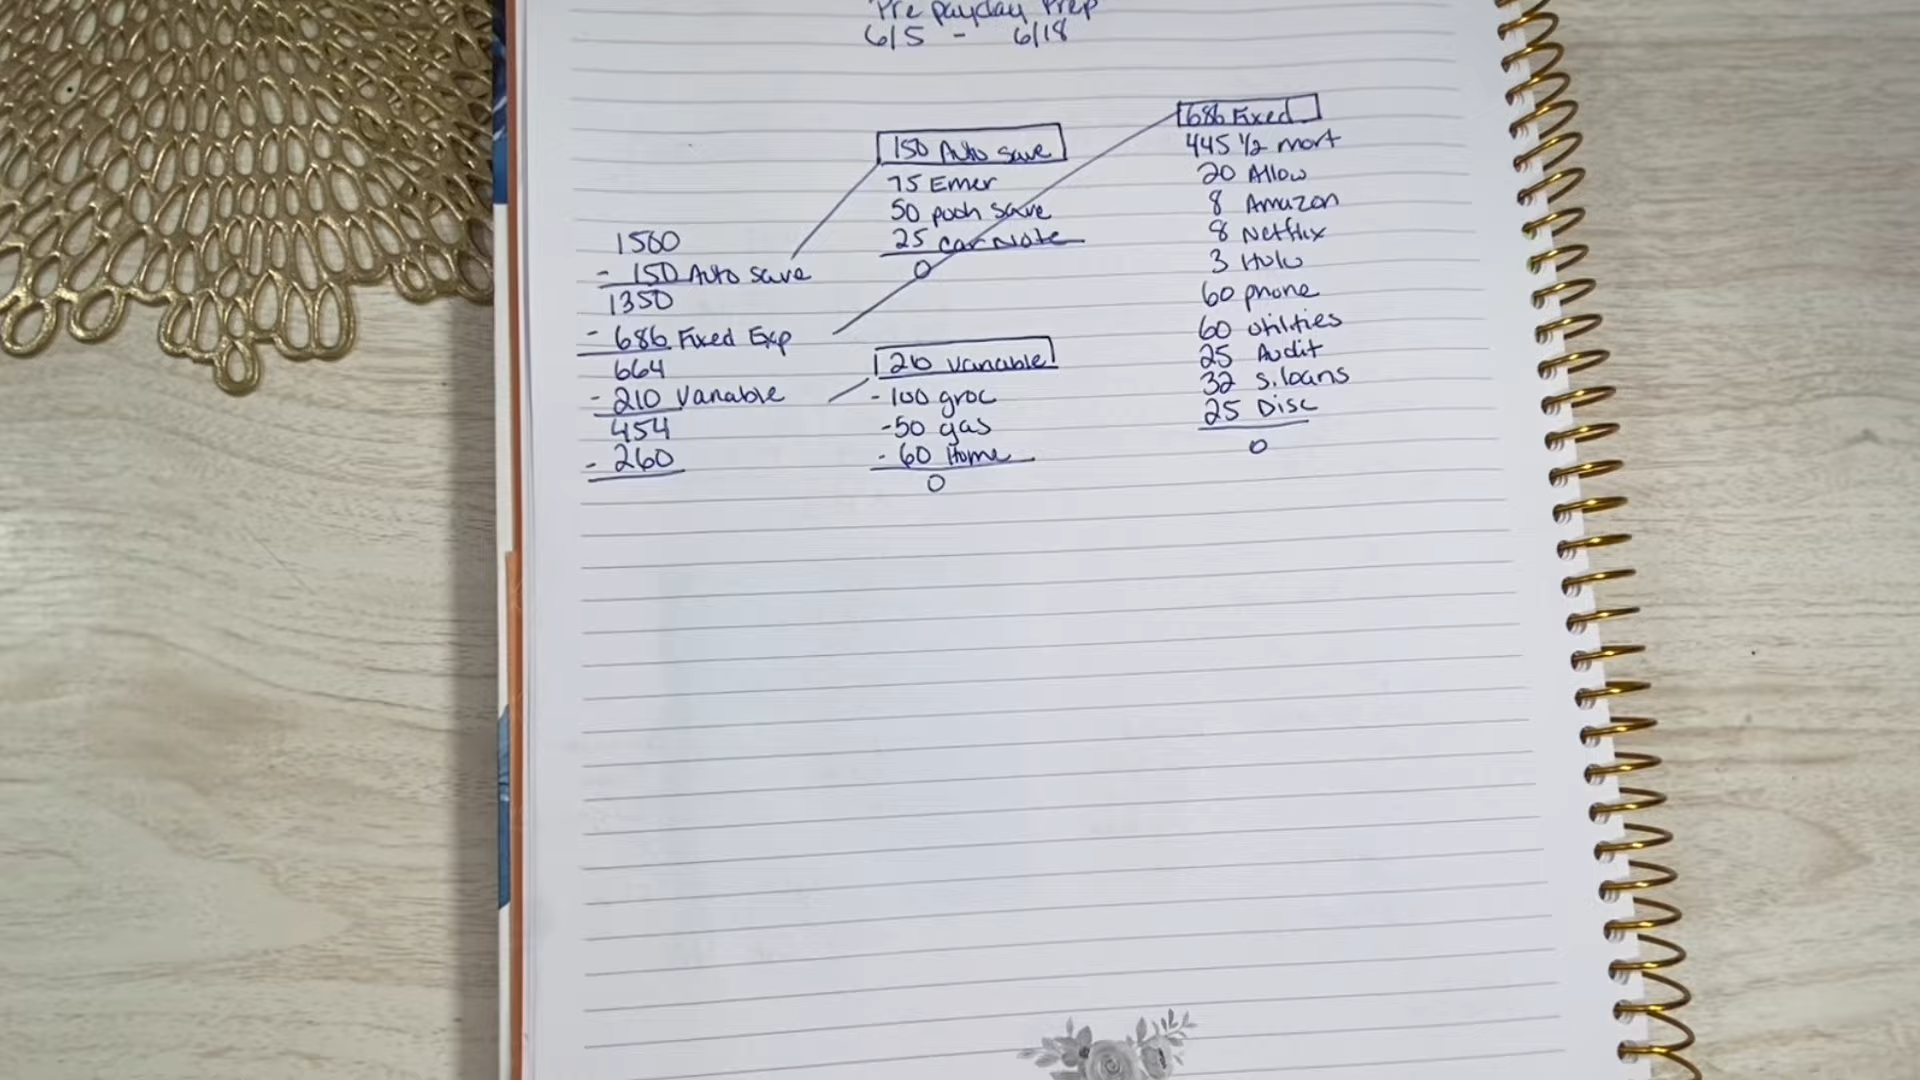 Pre payday Prep
6/5 - 6/18
1500
- 150 Auto save
1350
- 686 Fixed Exp
664
- 210 Variable
454
- 260
150 Auto save
75 Emer
50 pooh save
25 car Note
0
210 Variable
- 100 groc
- 50 gas
- 60 Home
0
686 Fixed
445 1/2 mort
20 Allow
8 Amazon
8 Netflix
3 Hulu
60 phone
60 Utilities
25 Audit
32 S.loans
25 Disc
0